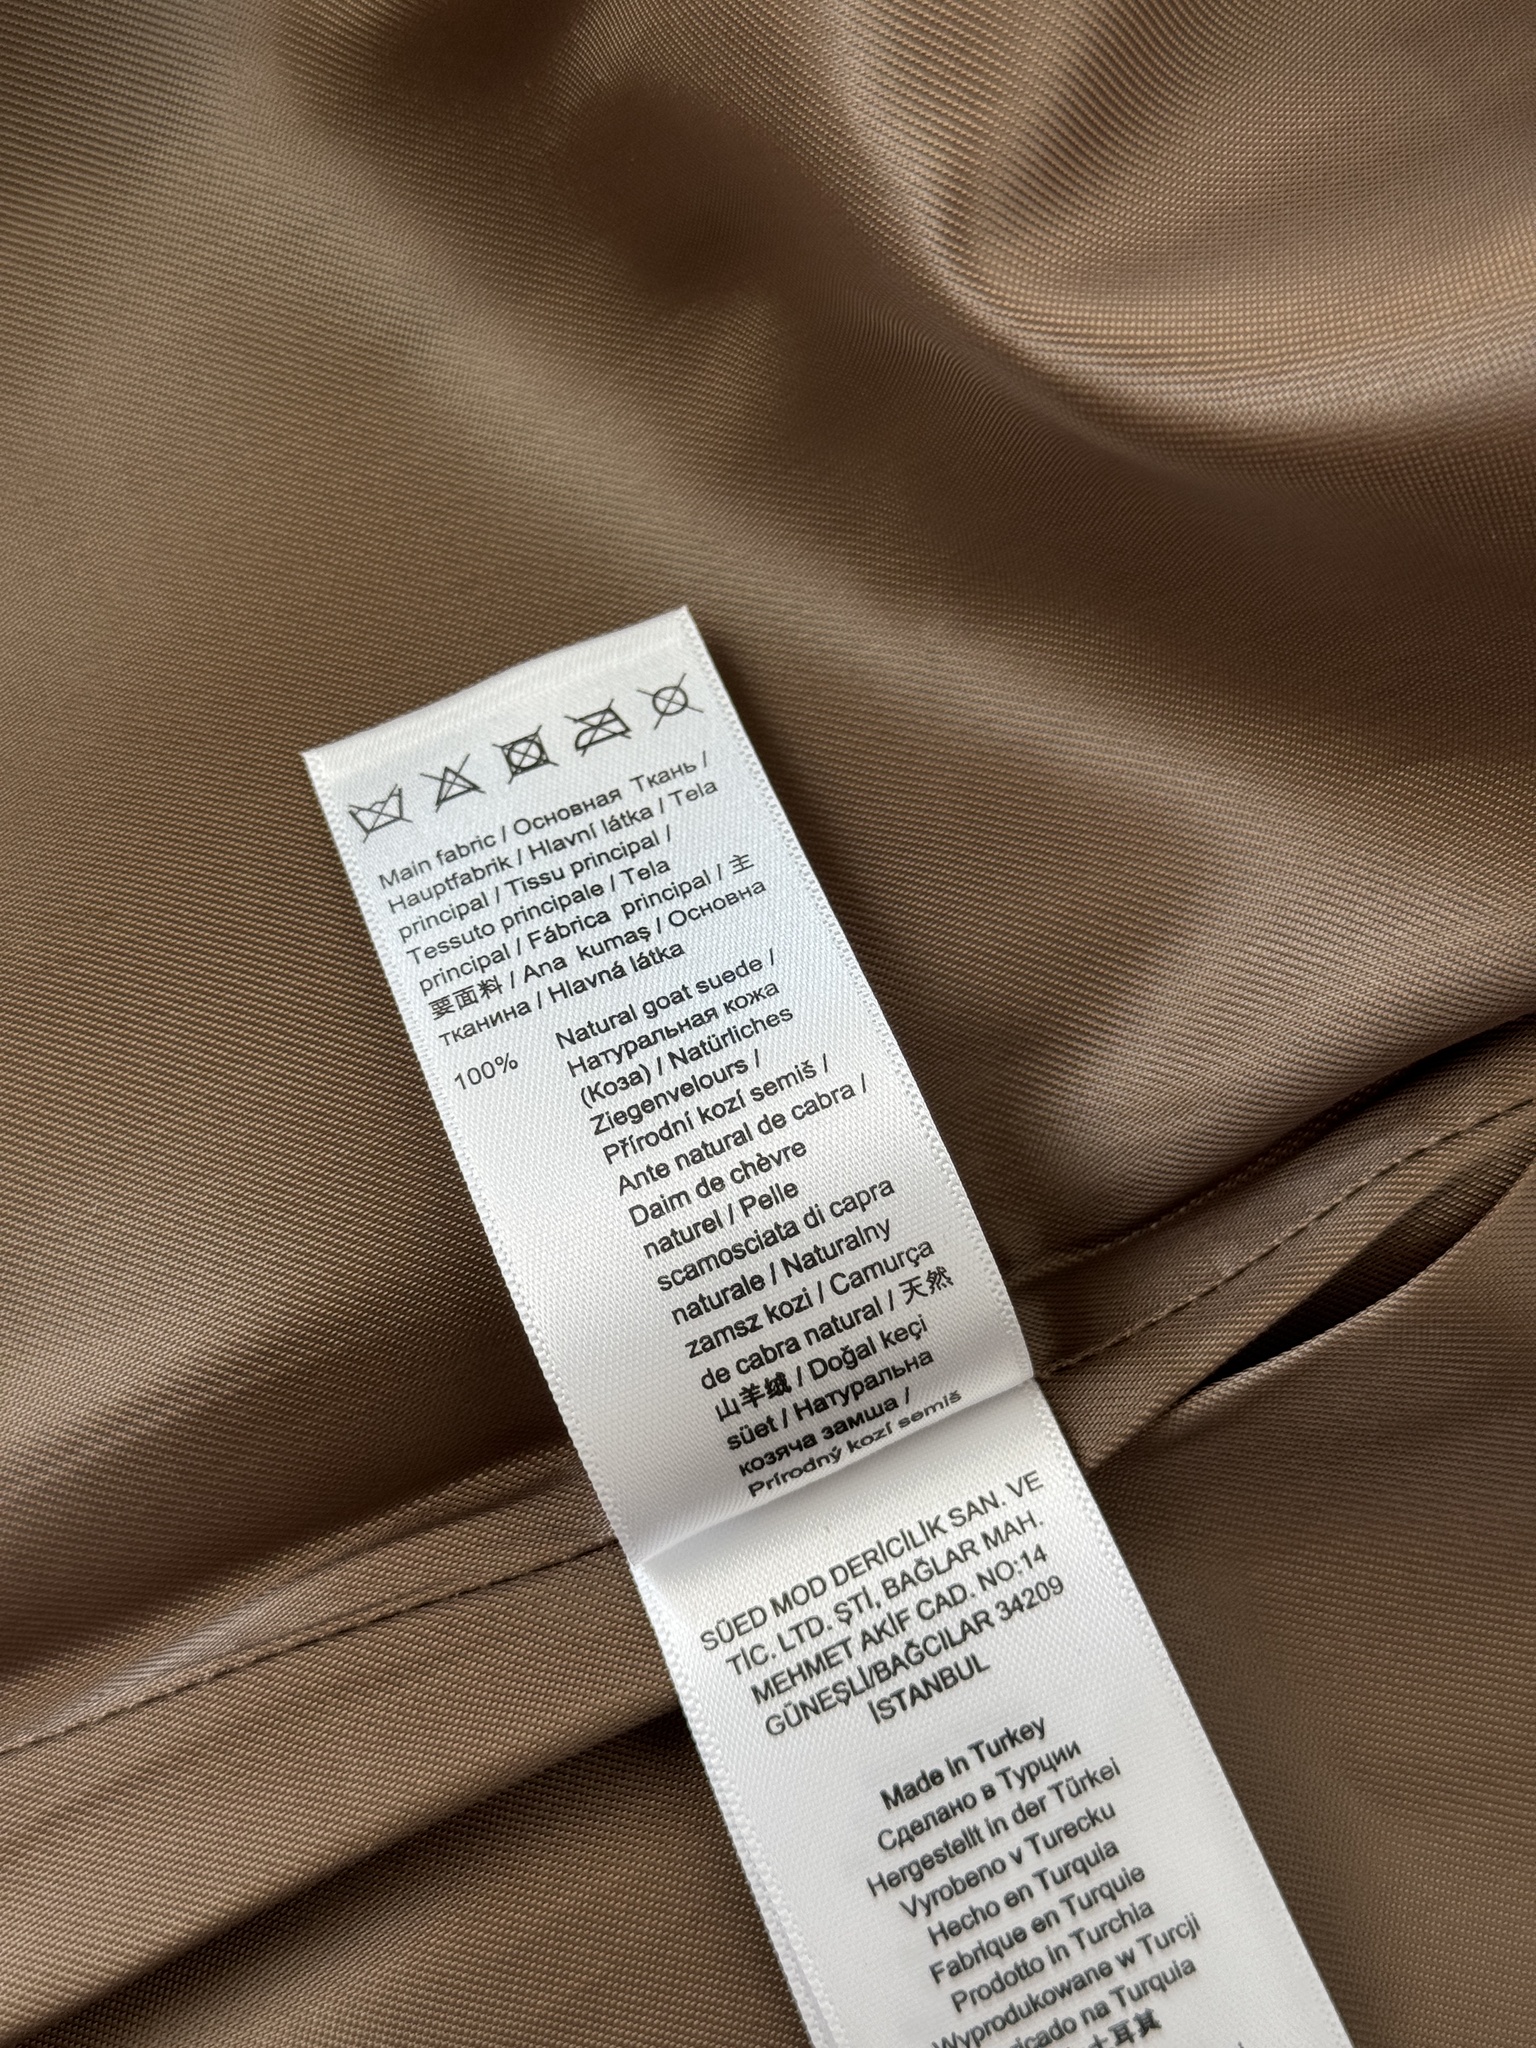 Main fabric / Основная Ткань /
Hauptfabrik / Hlavní látka / Tela
principal / Tissu principal /
Tessuto principale / Tela
principal / Fábrica principal / 主
要面料 / Ana kumaş / Основна
тканина / Hlavná látka
100% Natural goat suede /
Натуральная кожа
(Коза) / Natürliches
Ziegenvelours /
Přírodní kozí semiš /
Ante natural de cabra /
Daim de chèvre
naturel / Pelle
scamosciata di capra
naturale / Naturalny
zamsz kozi / Camurça
de cabra natural / 天然
山羊绒 / Doğal keçi
süet / Натуральна
козяча замша /
Prírodný kozí semiš
SÜED MOD DERİCİLİK SAN. VE
TİC. LTD. ŞTİ, BAĞLAR MAH.
MEHMET AKİF CAD. NO:14
GÜNEŞLİ/BAĞCILAR 34209
İSTANBUL
Made in Turkey
Сделано в Турции
Hergestellt in der Türkei
Vyrobeno v Turecku
Hecho en Turquía
Fabriqué en Turquie
Prodotto in Turchia
Wyprodukowane w Turcji
na Turquia
土耳其